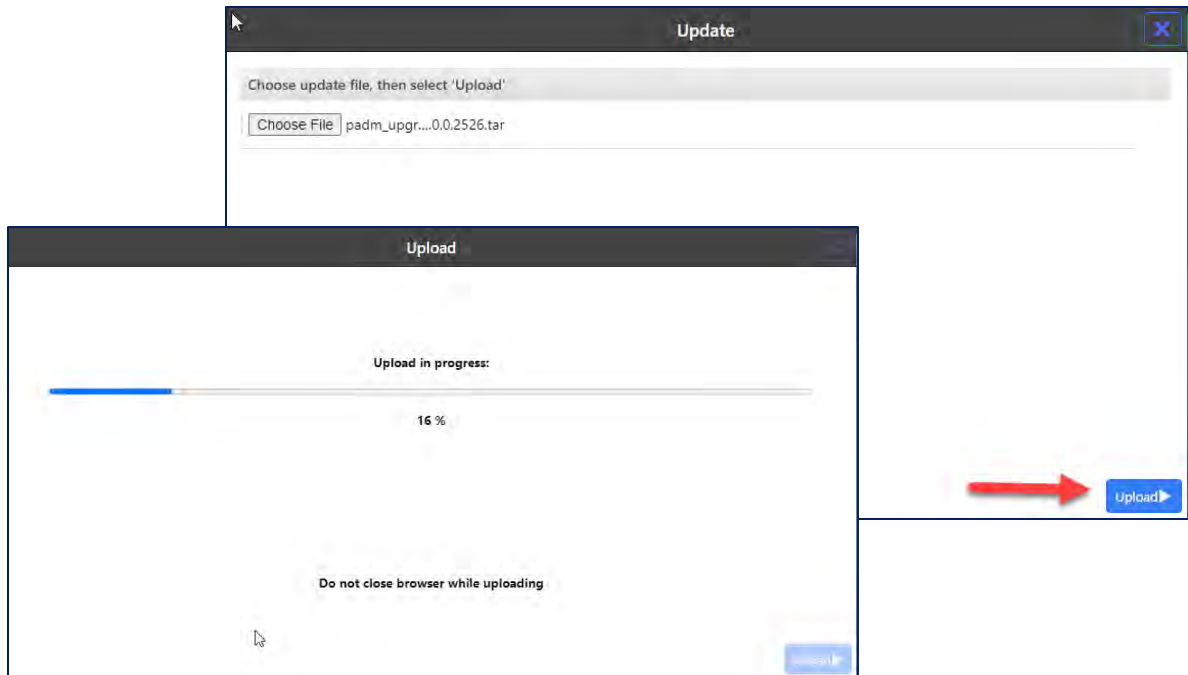 Update
Choose update file, then select 'Upload'
Choose File padm_upgr....0.0.2526.tar
Upload
Upload
Upload in progress:
16 %
Do not close browser while uploading